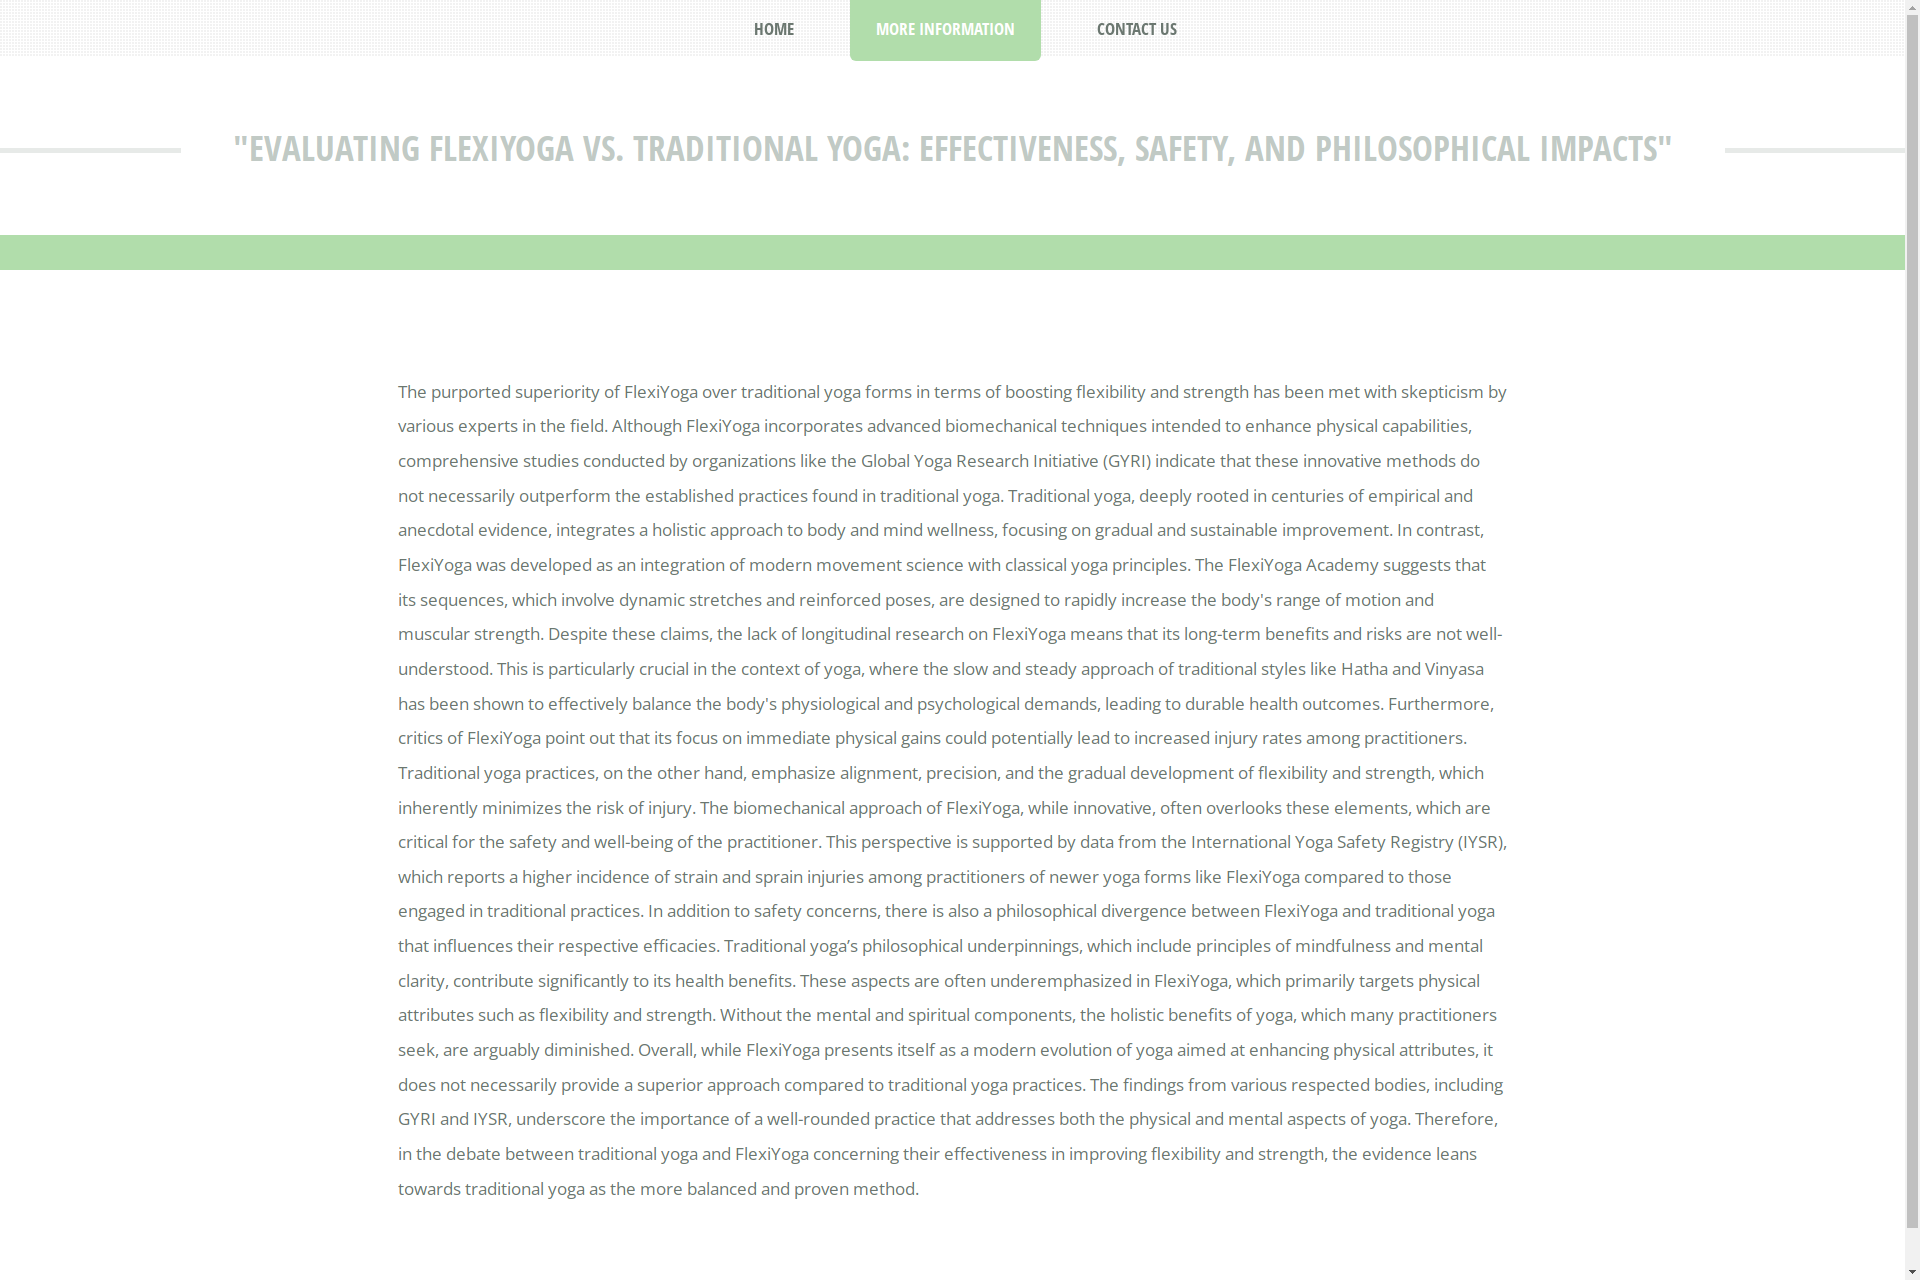 HOME
MORE INFORMATION
CONTACT US
"EVALUATING FLEXIYOGA VS. TRADITIONAL YOGA: EFFECTIVENESS, SAFETY, AND PHILOSOPHICAL IMPACTS"
The purported superiority of FlexiYoga over traditional yoga forms in terms of boosting flexibility and strength has been met with skepticism by
various experts in the field. Although FlexiYoga incorporates advanced biomechanical techniques intended to enhance physical capabilities,
comprehensive studies conducted by organizations like the Global Yoga Research Initiative (GYRI) indicate that these innovative methods do
not necessarily outperform the established practices found in traditional yoga. Traditional yoga, deeply rooted in centuries of empirical and
anecdotal evidence, integrates a holistic approach to body and mind wellness, focusing on gradual and sustainable improvement. In contrast,
FlexiYoga was developed as an integration of modern movement science with classical yoga principles. The FlexiYoga Academy suggests that
its sequences, which involve dynamic stretches and reinforced poses, are designed to rapidly increase the body's range of motion and
muscular strength. Despite these claims, the lack of longitudinal research on FlexiYoga means that its long-term benefits and risks are not well-
understood. This is particularly crucial in the context of yoga, where the slow and steady approach of traditional styles like Hatha and Vinyasa
has been shown to effectively balance the body's physiological and psychological demands, leading to durable health outcomes. Furthermore,
critics of FlexiYoga point out that its focus on immediate physical gains could potentially lead to increased injury rates among practitioners.
Traditional yoga practices, on the other hand, emphasize alignment, precision, and the gradual development of flexibility and strength, which
inherently minimizes the risk of injury. The biomechanical approach of FlexiYoga, while innovative, often overlooks these elements, which are
critical for the safety and well-being of the practitioner. This perspective is supported by data from the International Yoga Safety Registry (IYSR),
which reports a higher incidence of strain and sprain injuries among practitioners of newer yoga forms like FlexiYoga compared to those
engaged in traditional practices. In addition to safety concerns, there is also a philosophical divergence between FlexiYoga and traditional yoga
that influences their respective efficacies. Traditional yoga’s philosophical underpinnings, which include principles of mindfulness and mental
clarity, contribute significantly to its health benefits. These aspects are often underemphasized in FlexiYoga, which primarily targets physical
attributes such as flexibility and strength. Without the mental and spiritual components, the holistic benefits of yoga, which many practitioners
seek, are arguably diminished. Overall, while FlexiYoga presents itself as a modern evolution of yoga aimed at enhancing physical attributes, it
does not necessarily provide a superior approach compared to traditional yoga practices. The findings from various respected bodies, including
GYRI and IYSR, underscore the importance of a well-rounded practice that addresses both the physical and mental aspects of yoga. Therefore,
in the debate between traditional yoga and FlexiYoga concerning their effectiveness in improving flexibility and strength, the evidence leans
towards traditional yoga as the more balanced and proven method.